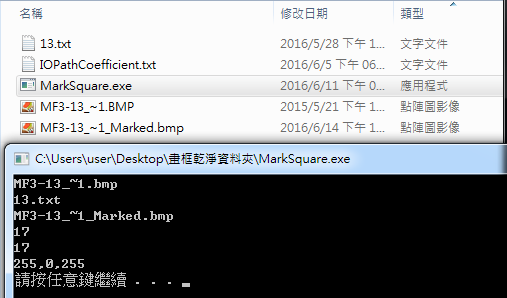 名稱 修改日期 類型
13.txt 2016/5/28 下午 1... 文字文件
IOPathCoefficient.txt 2016/6/5 下午 06... 文字文件
MarkSquare.exe 2016/6/11 下午 0... 應用程式
MF3-13_~1.BMP 2015/5/21 下午 1... 點陣圖影像
MF3-13_~1_Marked.bmp 2016/6/14 下午 1... 點陣圖影像
C:\Users\user\Desktop\畫框乾淨資料夾\MarkSquare.exe
MF3-13_~1.bmp
13.txt
MF3-13_~1_Marked.bmp
17
17
255,0,255
請按任意鍵繼續 . . .